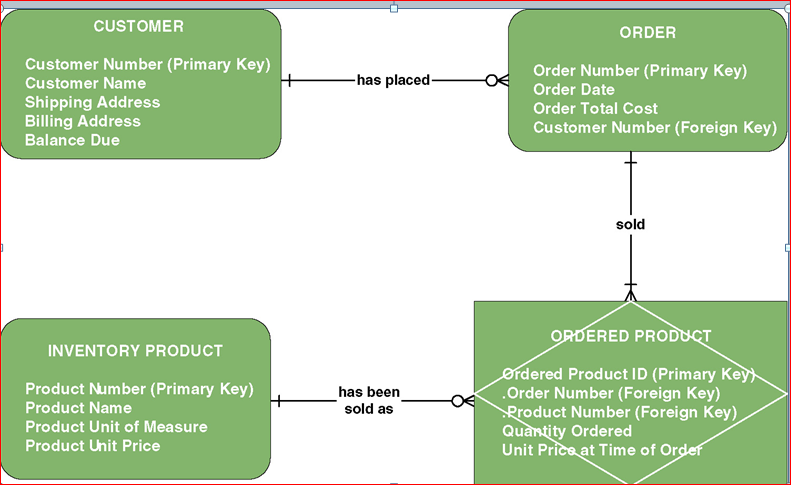 CUSTOMER
Customer Number (Primary Key)
Customer Name
Shipping Address
Billing Address
Balance Due
has placed
ORDER
Order Number (Primary Key)
Order Date
Order Total Cost
Customer Number (Foreign Key)
sold
INVENTORY PRODUCT
Product Number (Primary Key)
Product Name
Product Unit of Measure
Product Unit Price
has been
sold as
ORDERED PRODUCT
Ordered Product ID (Primary Key)
.Order Number (Foreign Key)
.Product Number (Foreign Key)
Quantity Ordered
Unit Price at Time of Order